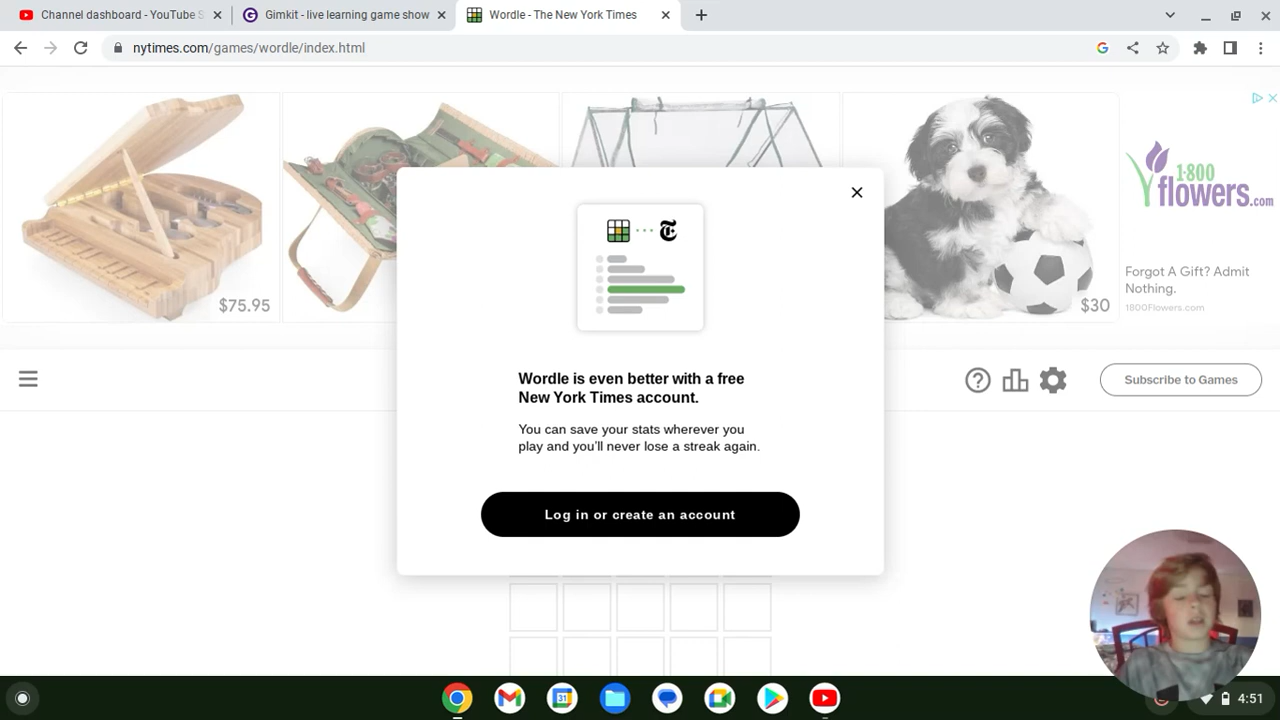 Channel dashboard - YouTube S
Gimkit - live learning game show
Wordle - The New York Times
nytimes.com/games/wordle/index.html
$75.95
$30
1·800
flowers.com
Forgot A Gift? Admit
Nothing.
1800Flowers.com
Wordle is even better with a free
New York Times account.
You can save your stats wherever you
play and you’ll never lose a streak again.
Log in or create an account
Subscribe to Games
31
4:51